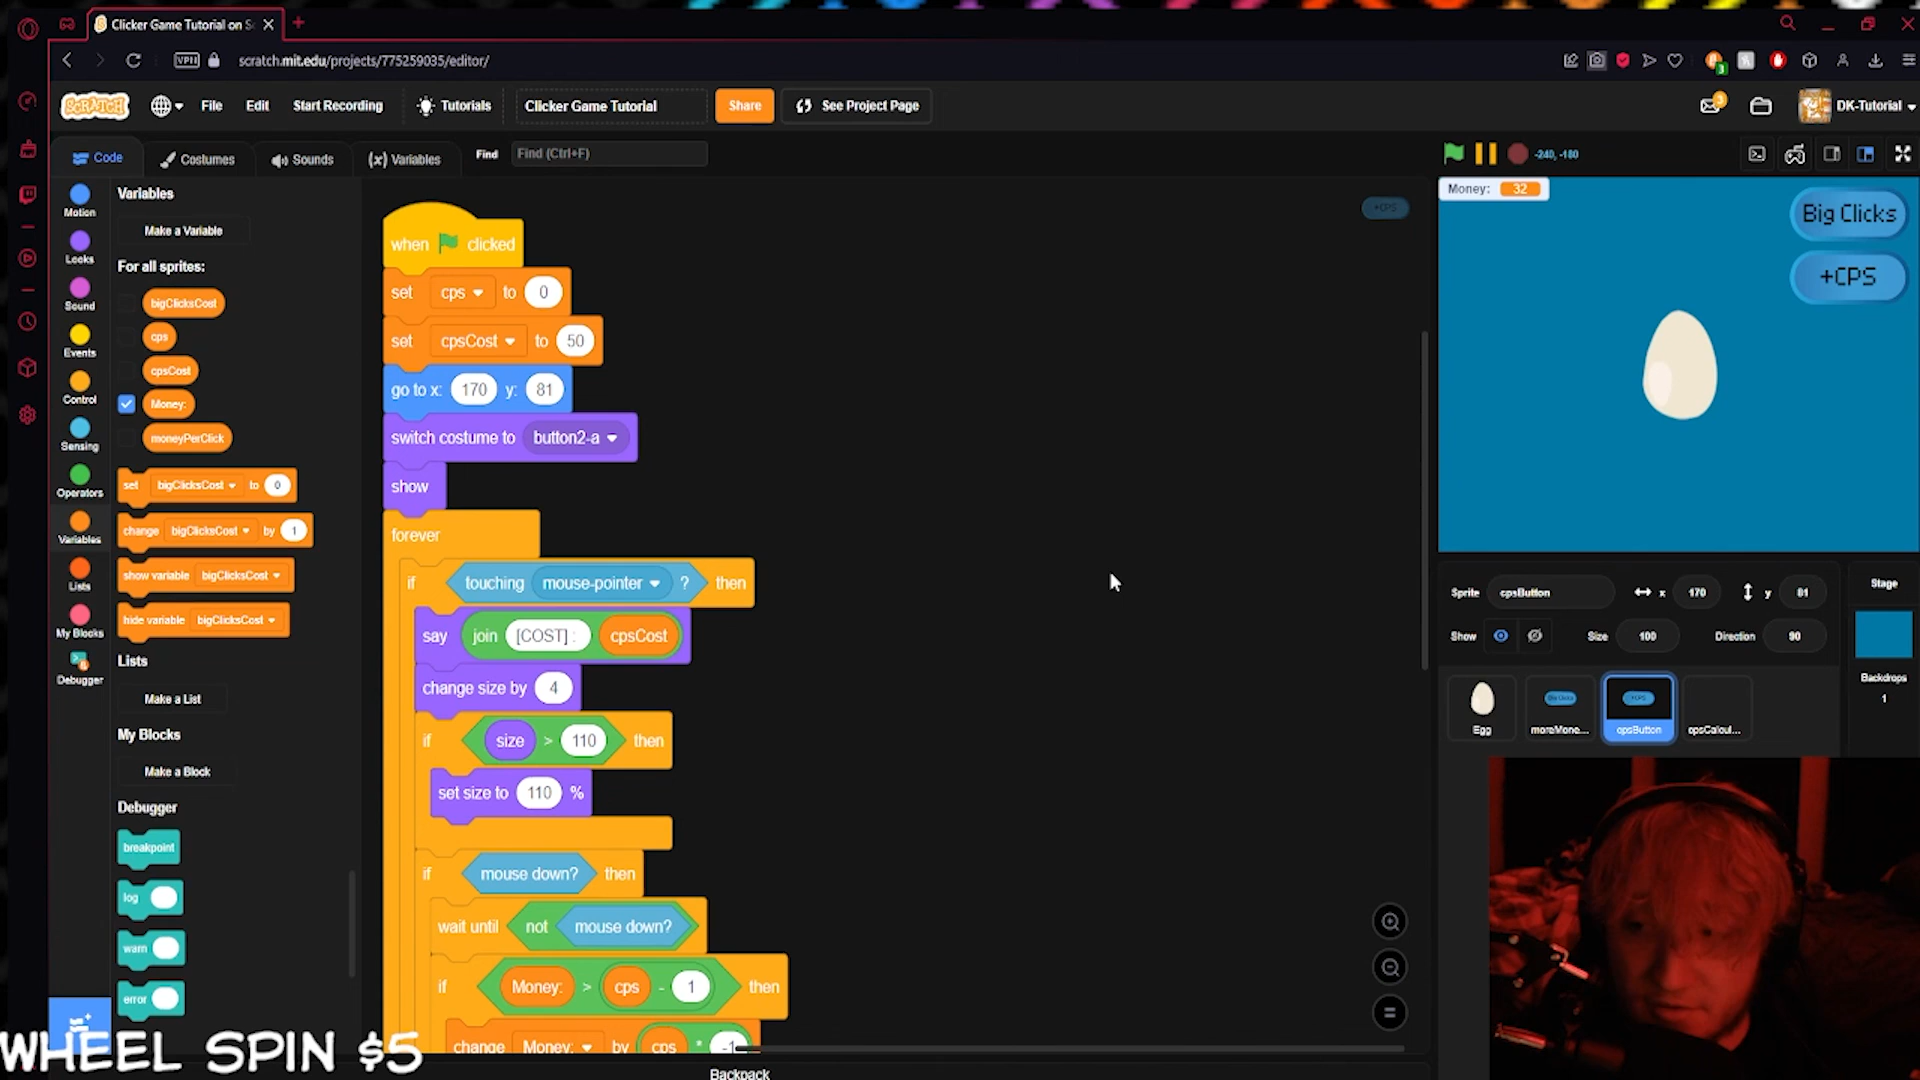 Clicker Game Tutorial on S
VPN
scratch.mit.edu/projects/775259035/editor/
3
SCRATCH
File
Edit
Start Recording
Tutorials
Clicker Game Tutorial
Share
See Project Page
3
DK-Tutorial
Code
Costumes
Sounds
(x) Variables
Find
Find (Ctrl+F)
-240, -180
Motion
Looks
Sound
Events
Control
Sensing
Operators
Variables
Lists
My Blocks
Debugger
Variables
Make a Variable
For all sprites:
bigClicksCost
cps
cpsCost
Money:
moneyPerClick
set bigClicksCost to 0
change bigClicksCost by 1
show variable bigClicksCost
hide variable bigClicksCost
Lists
Make a List
My Blocks
Make a Block
Debugger
breakpoint
log
warn
error
when clicked
set cps to 0
set cpsCost to 50
go to x: 170 y: 81
switch costume to button2-a
show
forever
if touching mouse-pointer ? then
say join [COST] : cpsCost
change size by 4
if size > 110 then
set size to 110 %
if mouse down? then
wait until not mouse down?
if Money: > cps - 1 then
change Money: by cps * -1
+CPS
Money: 32
Big Clicks
+CPS
Sprite cpsButton x 170 y 81
Show Size 100 Direction 90
Egg
moreMone...
cpsButton
cpsCalcul...
Stage
Backdrops
1
Backpack
WHEEL SPIN $5